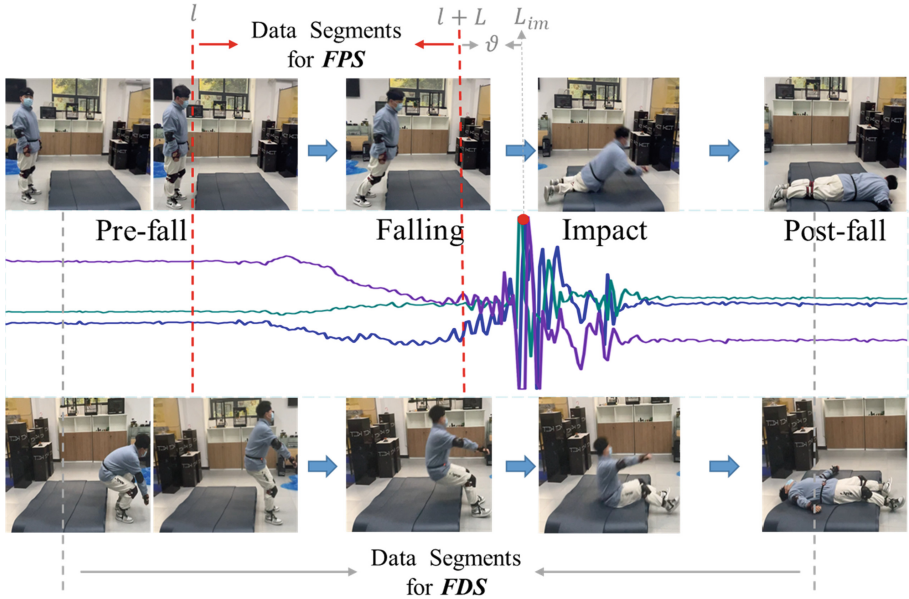 l
l + L
L_im
Data Segments
for FPS
ϑ
Pre-fall
Falling
Impact
Post-fall
Data Segments
for FDS